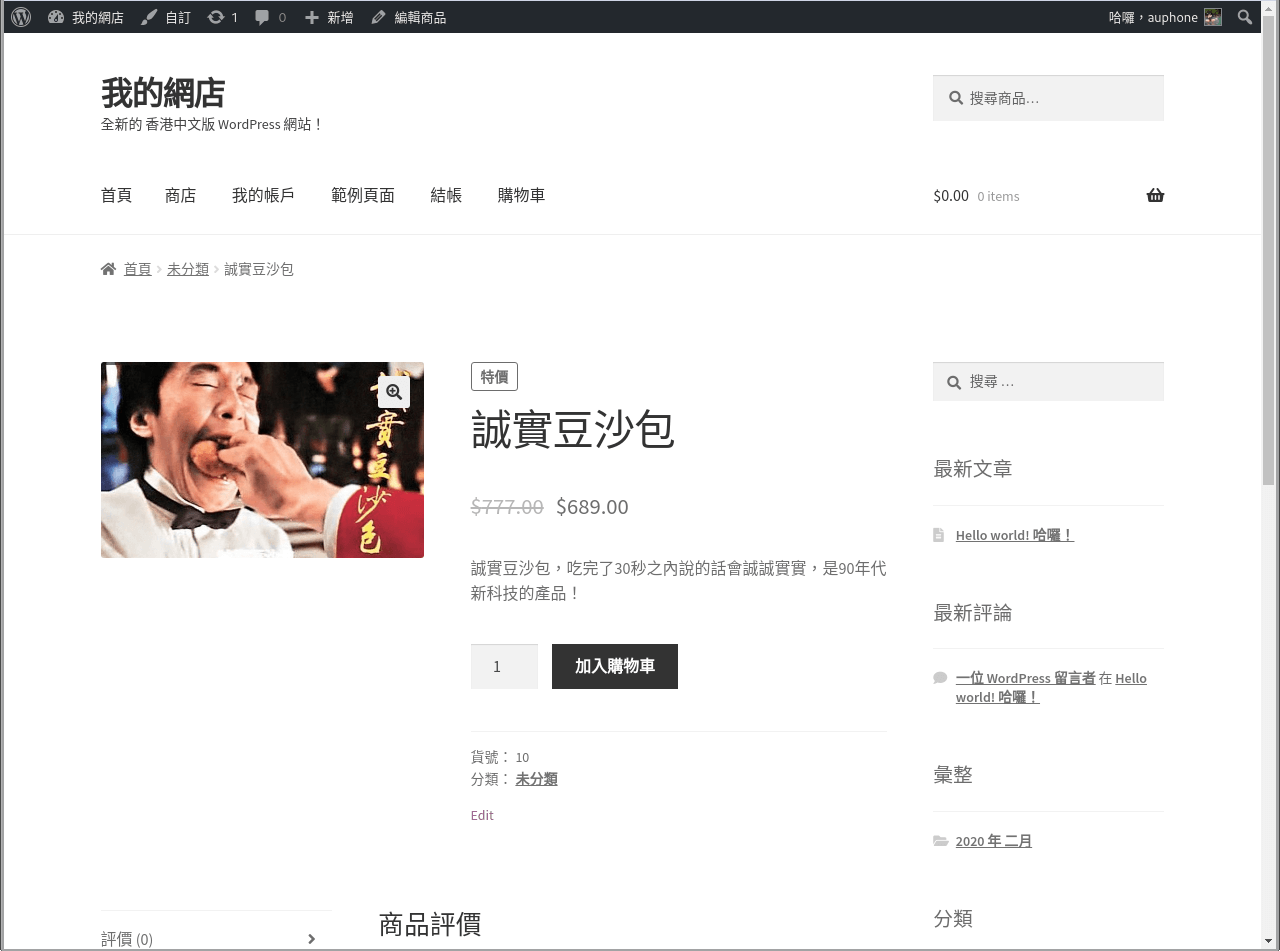 我的網店 自訂 1 0 新增 編輯商品 哈囉，auphone
我的網店
全新的 香港中文版 WordPress 網站！
搜尋商品…
首頁 商店 我的帳戶 範例頁面 結帳 購物車
$0.00 0 items
首頁 未分類 誠實豆沙包
誠實豆沙包
特價
誠實豆沙包
$777.00 $689.00
誠實豆沙包，吃完了30秒之內說的話會誠誠實實，是90年代
新科技的產品！
1 加入購物車
貨號： 10
分類： 未分類
Edit
搜尋 …
最新文章
Hello world! 哈囉！
最新評論
一位 WordPress 留言者 在 Hello
world! 哈囉！
彙整
2020 年 二月
分類
評價 (0)
商品評價